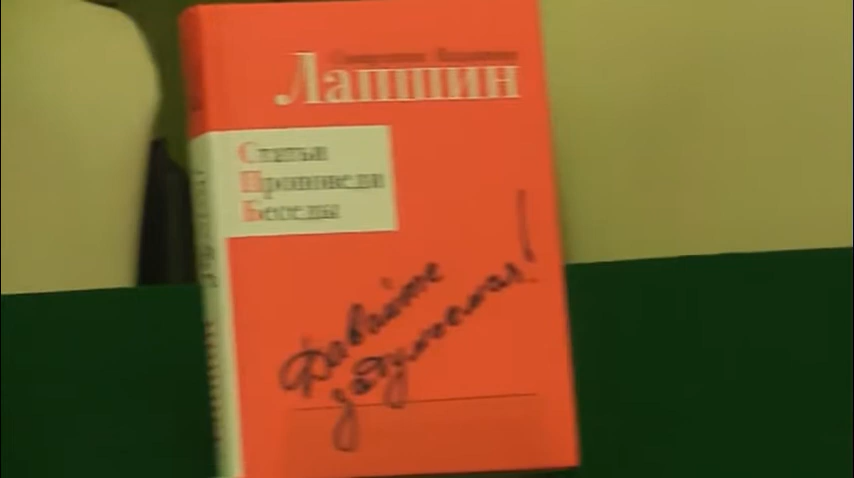 Лапшин
Статьи
Проповеди
Беседы
Давайте
задумаемся!